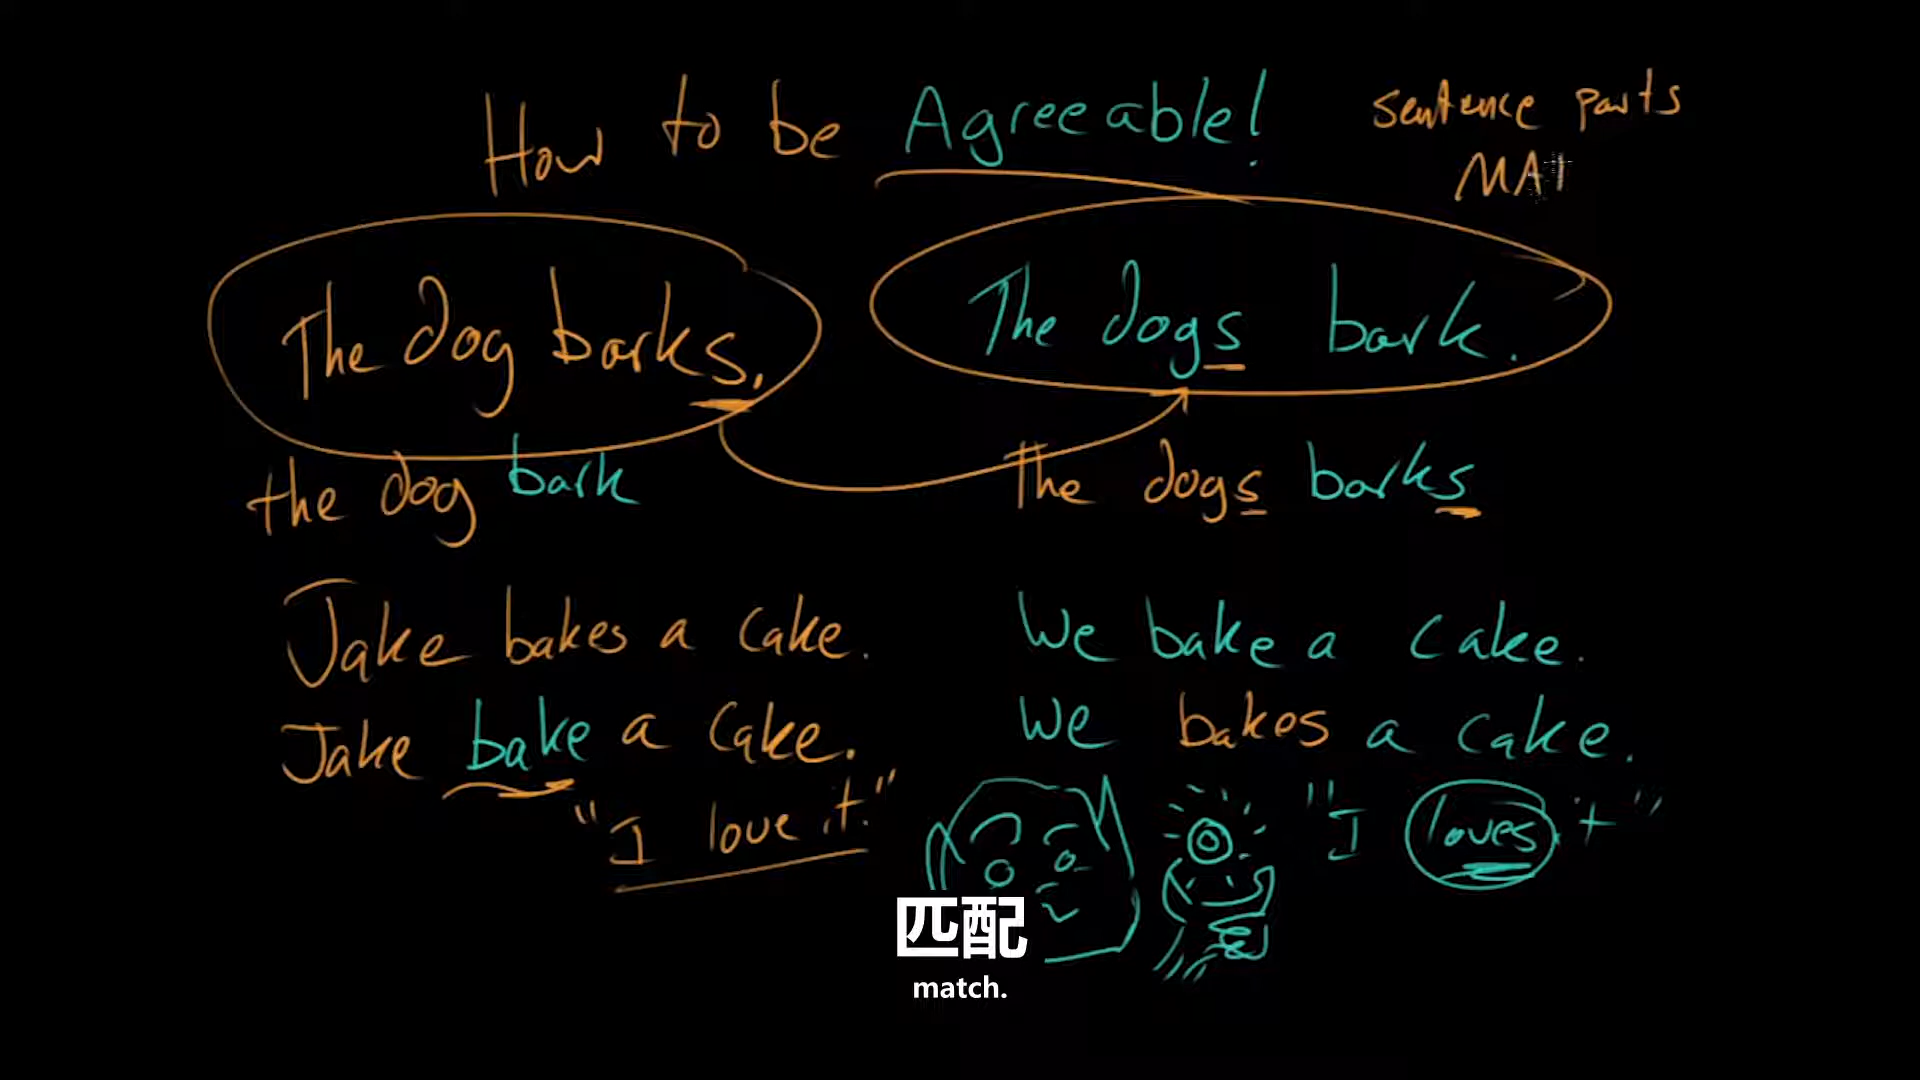 How to be Agreeable!
sentence parts
MAT
The dog barks.
The dogs bark.
the dog bark
The dogs barks
Jake bakes a cake.
We bake a cake.
Jake bake a cake.
We bakes a cake.
"I love it."
"I loves it"
匹配
match.